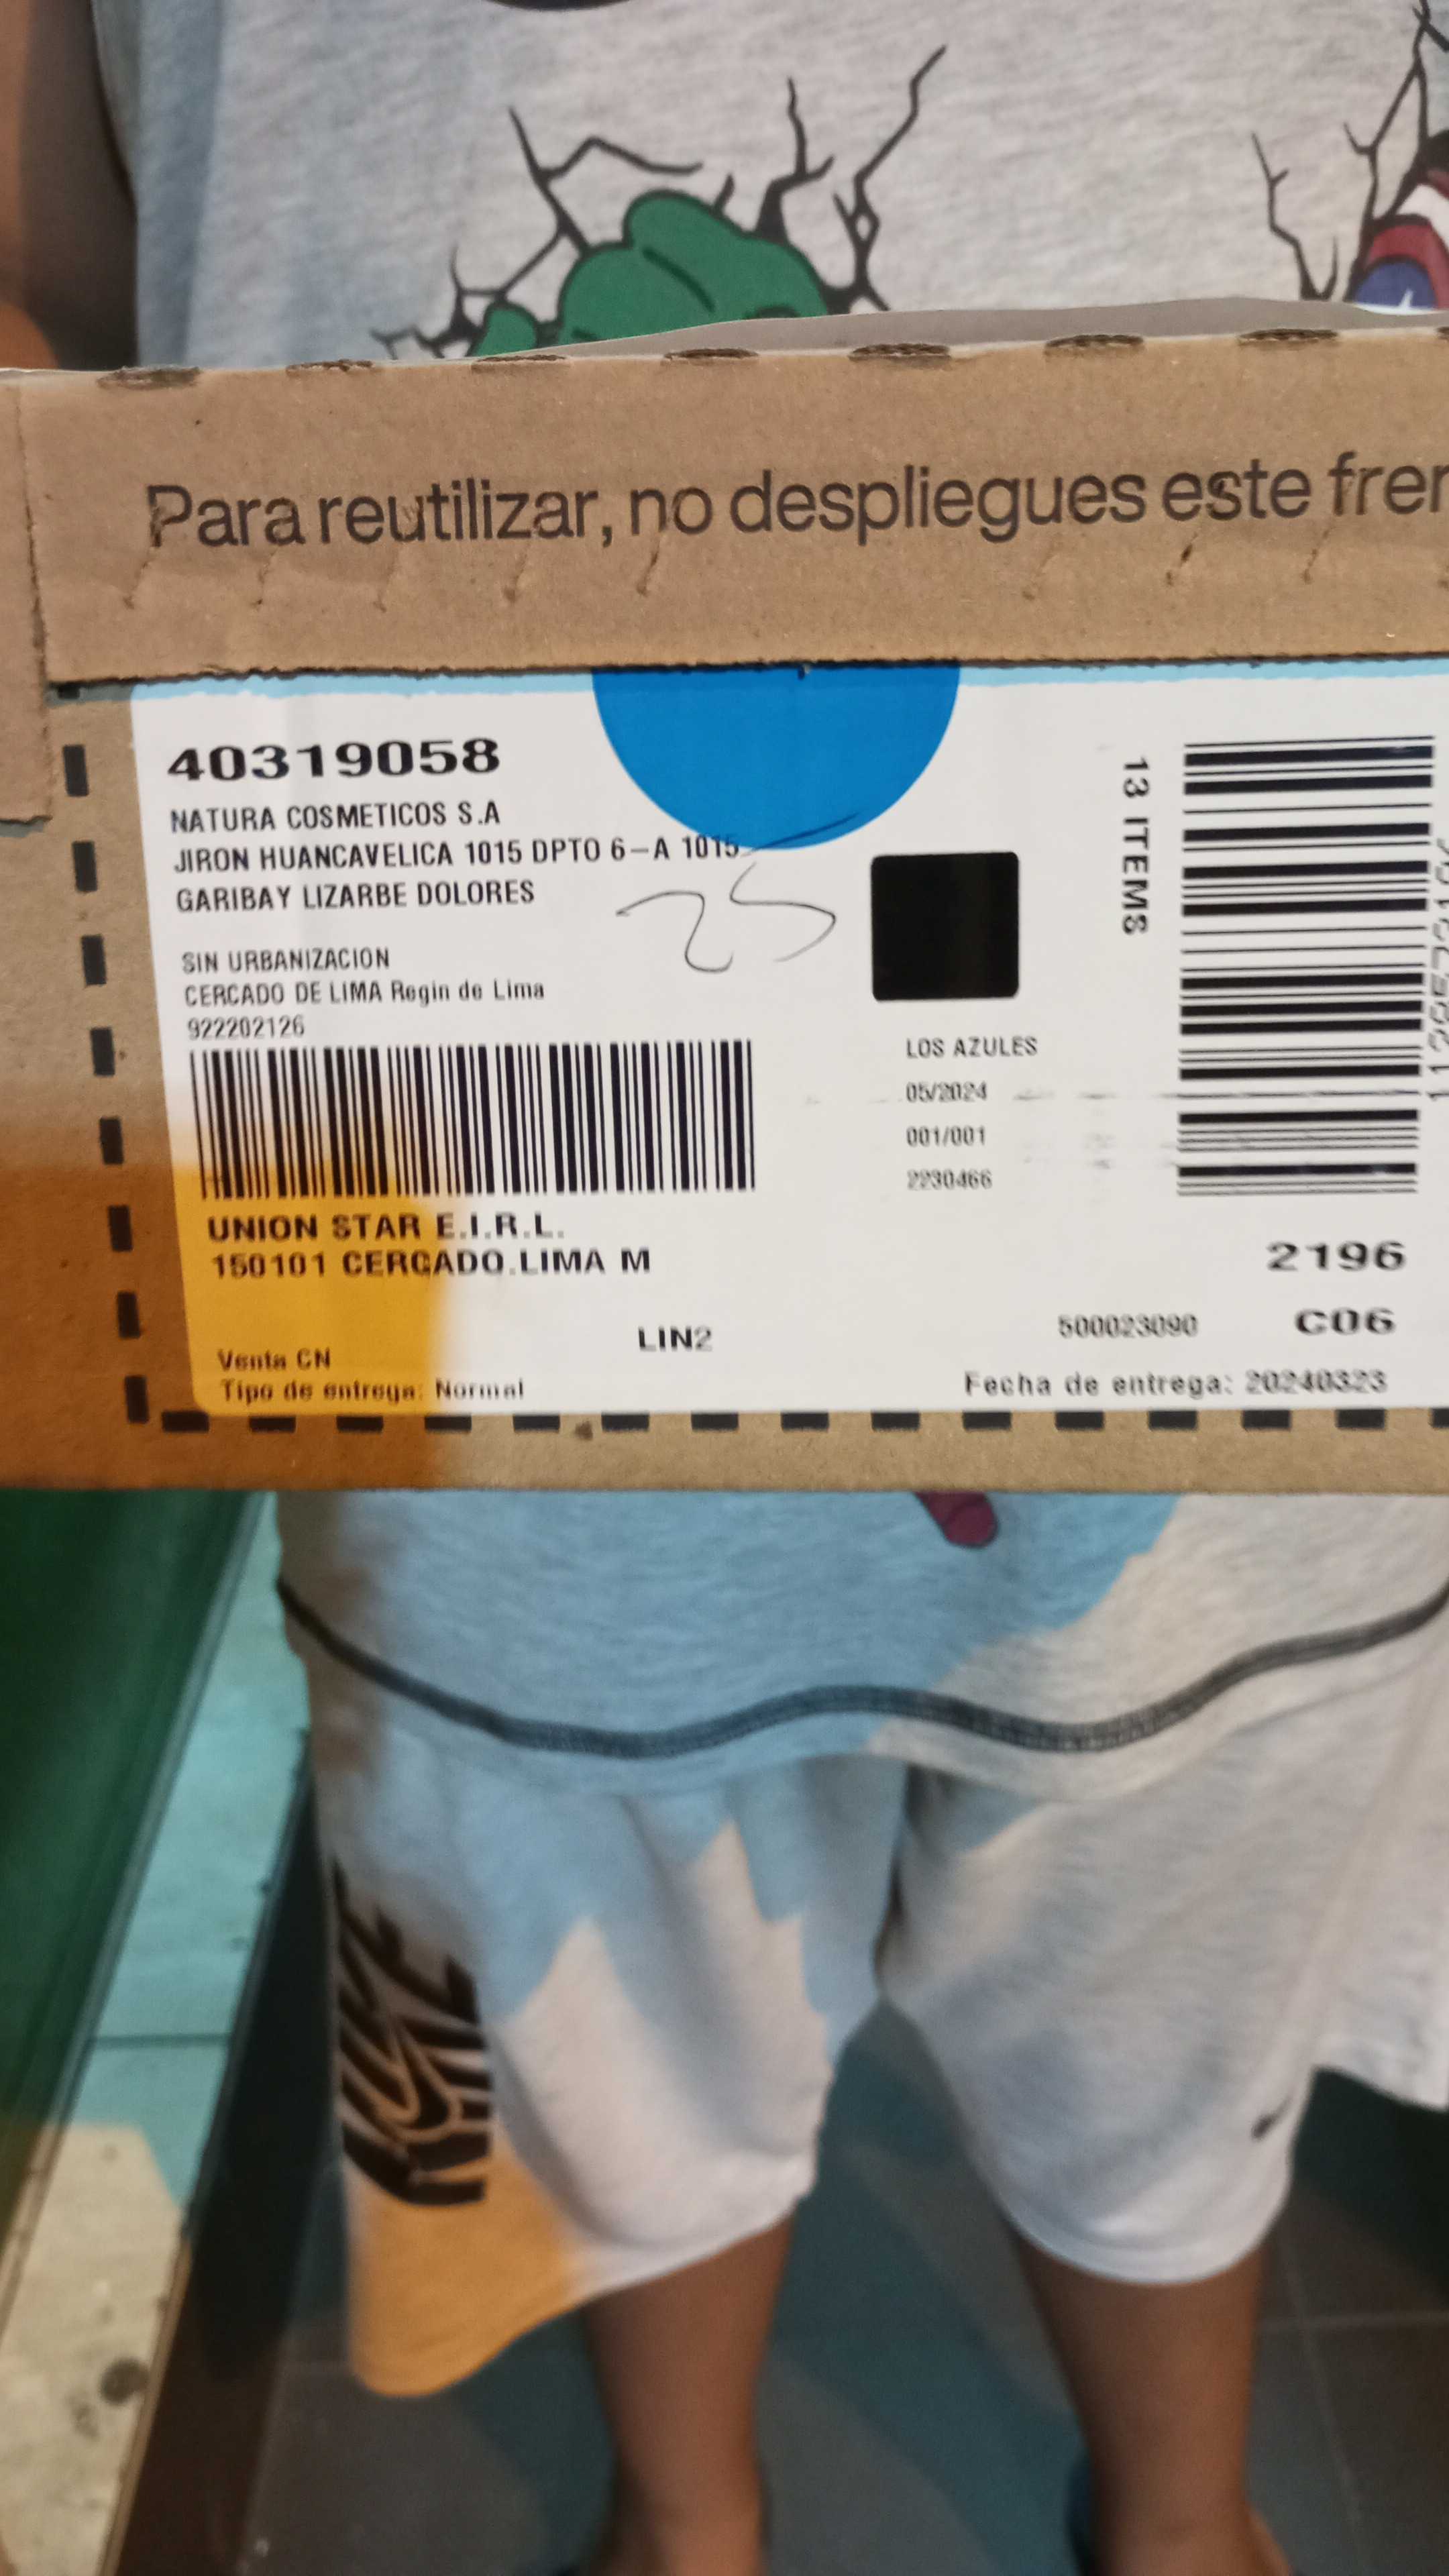 Para reutilizar, no despliegues este
40319058
NATURA COSMETICOS S.A
JIRON HUANCAVELICA 1015 DPTO 6-A 1015
GARIBAY LIZARBE DOLORES
25
SIN URBANIZACION
CERCADO DE LIMA Regin de Lima
922202126
13 ITEMS
LOS AZULES
05/2024
001/001
2230466
UNION STAR E.I.R.L.
150101 CERCADO.LIMA M
2196
LIN2
500023090
C06
Venta CN
Tipo de entrega: Normal
Fecha de entrega: 20240323
NIKE